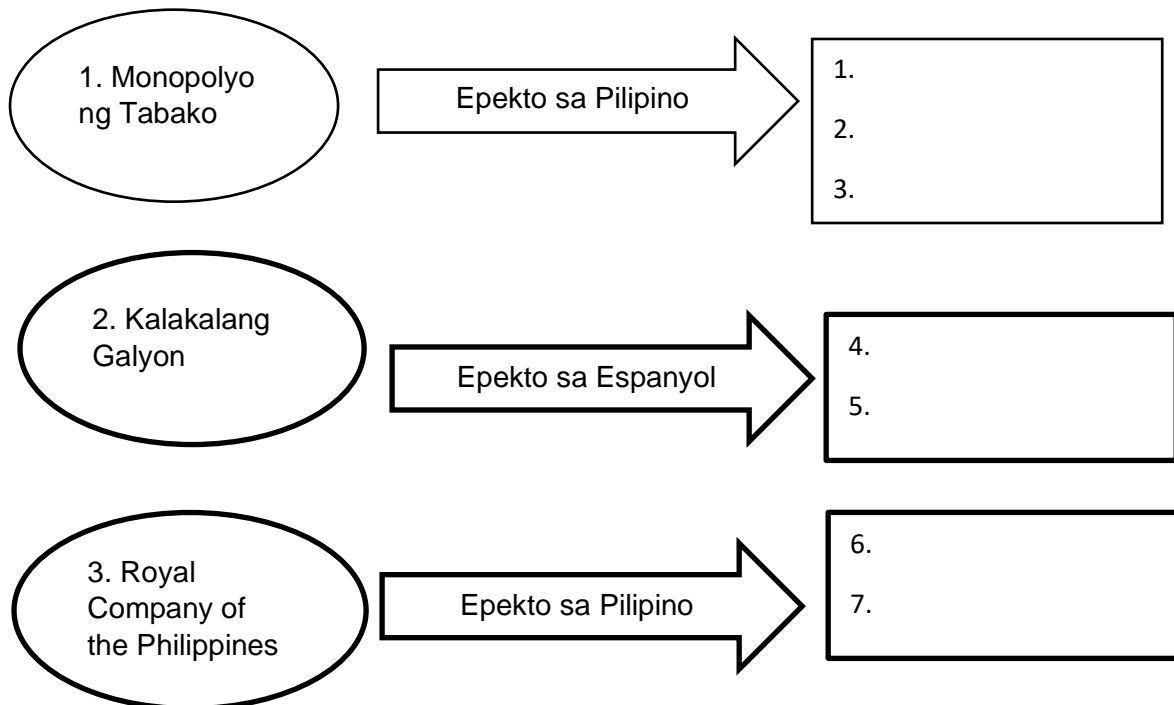 1. Monopolyo
ng Tabako
Epekto sa Pilipino
1.
2.
3.
2. Kalakalang
Galyon
Epekto sa Espanyol
4.
5.
3. Royal
Company of
the Philippines
Epekto sa Pilipino
6.
7.